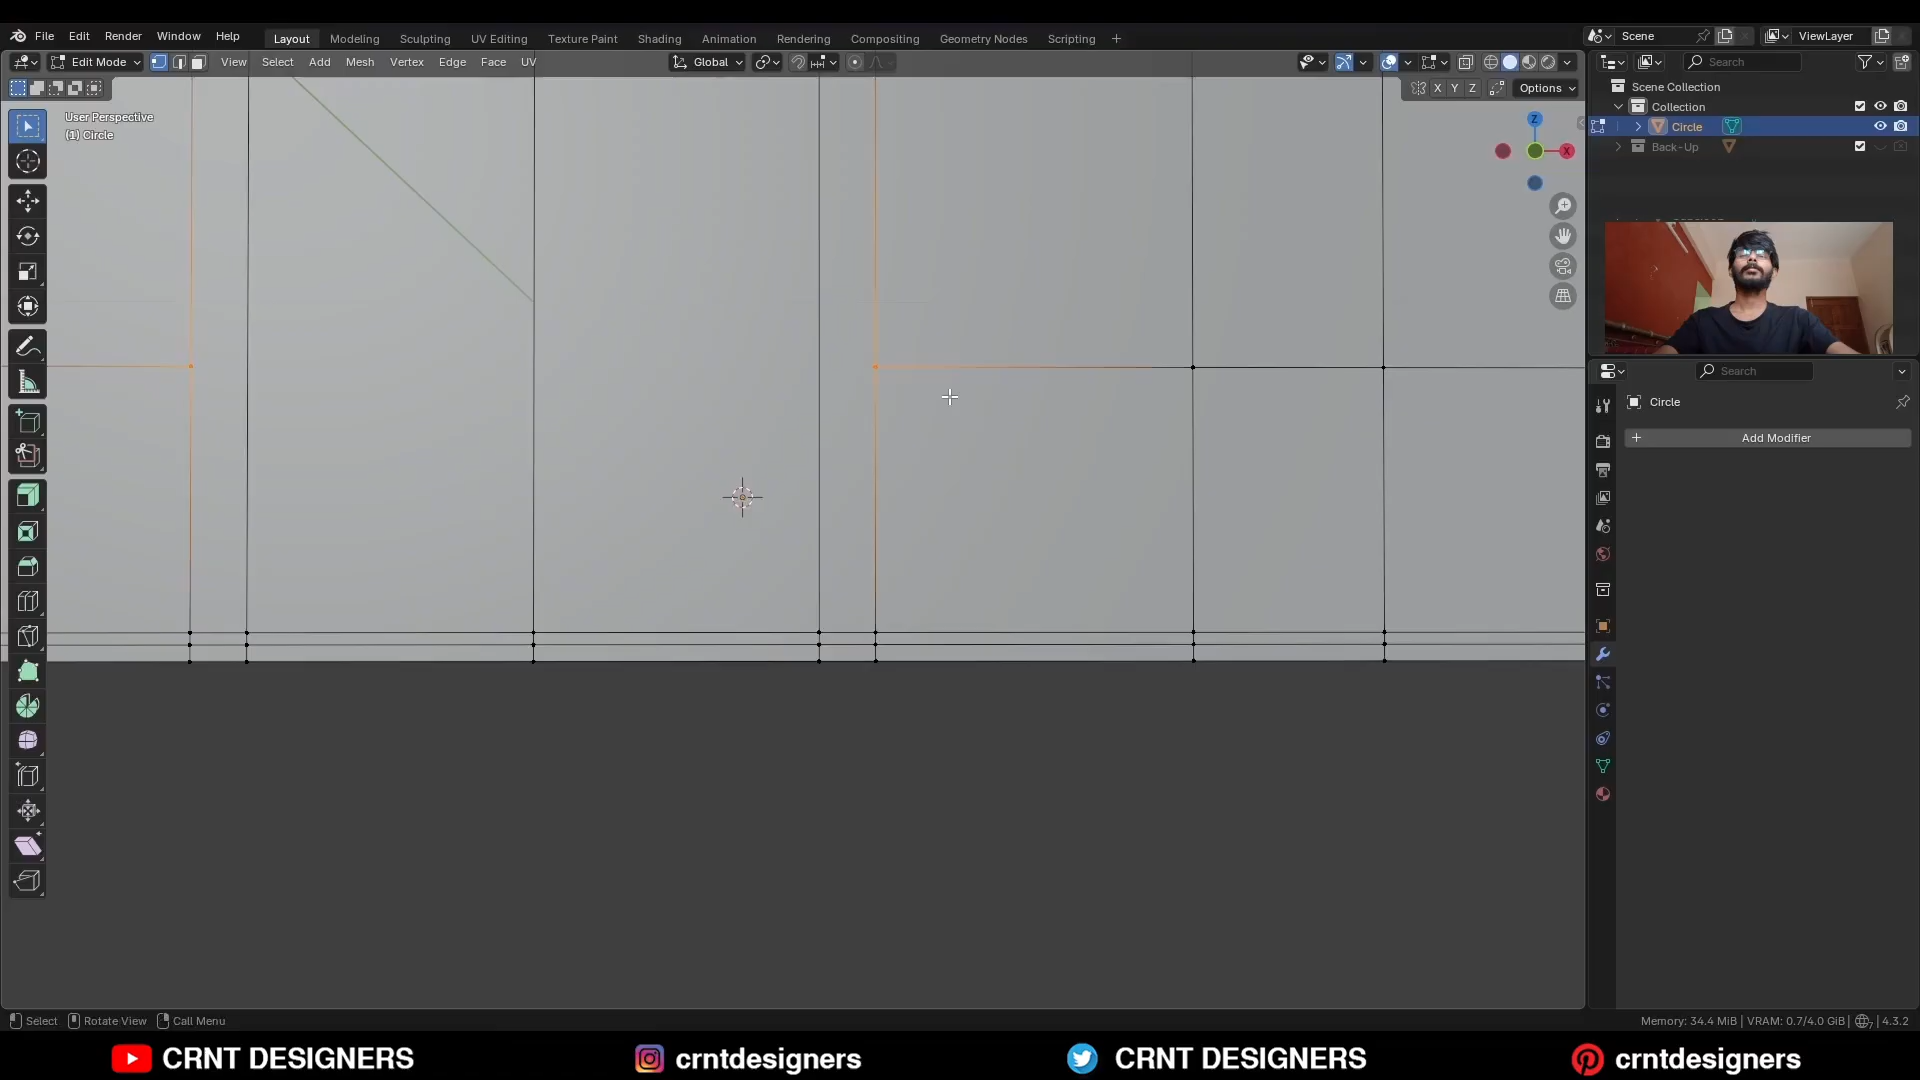 File Edit Render Window Help Layout Modeling Sculpting UV Editing Texture Paint Shading Animation Rendering Compositing Geometry Nodes Scripting + Scene ViewLayer
Edit Mode View Select Add Mesh Vertex Edge Face UV Global Search
X Y Z Options
User Perspective
(1) Circle
Z
X
Scene Collection
Collection
Circle
Back-Up
Search
Circle
+ Add Modifier
Select Rotate View Call Menu Memory: 34.4 MiB | VRAM: 0.7/4.0 GiB | 7 | 4.3.2
CRNT DESIGNERS crntdesigners CRNT DESIGNERS crntdesigners